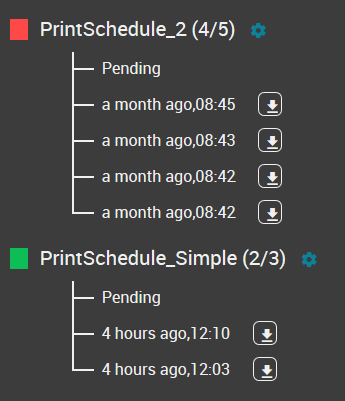 PrintSchedule_2 (4/5)
Pending
a month ago,08:45
a month ago,08:43
a month ago,08:42
a month ago,08:42
PrintSchedule_Simple (2/3)
Pending
4 hours ago,12:10
4 hours ago,12:03